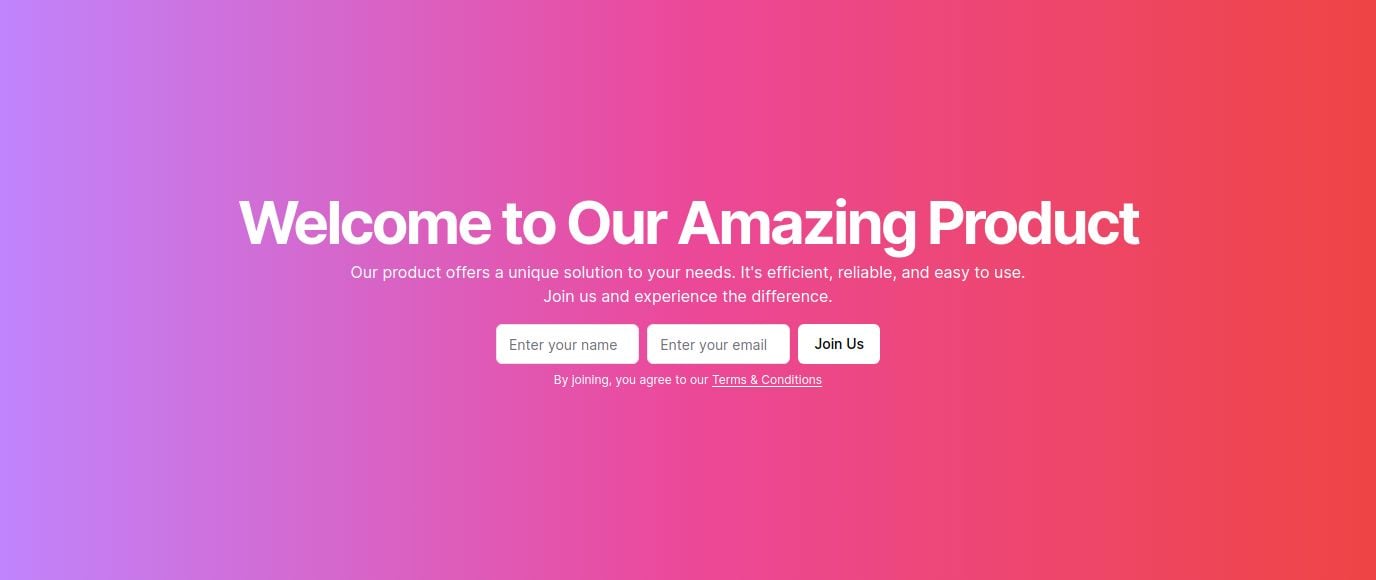 Welcome to Our Amazing Product
Our product offers a unique solution to your needs. It's efficient, reliable, and easy to use.
Join us and experience the difference.
Enter your name
Enter your email
Join Us
By joining, you agree to our Terms & Conditions